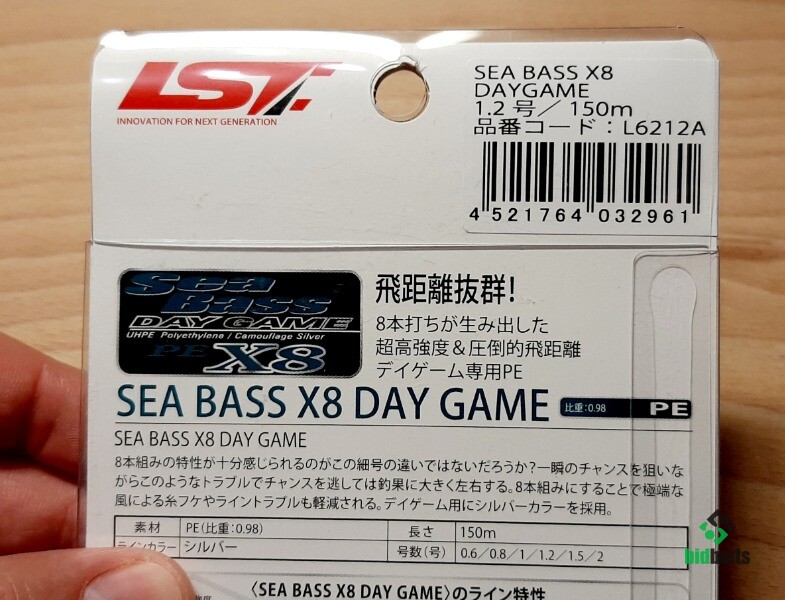 LST.
INNOVATION FOR NEXT GENERATION
SEA BASS X8
DAYGAME
1.2 号／150m
品番コード：L6212A
4 521764 032961
Sea
Bass
DAY GAME
UHPE Polyethylene / Camouflage Silver
PE X8
飛距離抜群!
8本打ちが生み出した
超高強度＆圧倒的飛距離
デイゲーム専用PE
SEA BASS X8 DAY GAME 比重:0.98 PE
SEA BASS X8 DAY GAME
8本組みの特性が十分感じられるのがこの細号の違いではないだろうか?一瞬のチャンスを狙いな
がらこのようなトラブルでチャンスを逃しては釣果に大きく左右する。8本組みにすることで極端な
風による糸フケやライントラブルも軽減される。デイゲーム用にシルバーカラーを採用。
素材 PE(比重:0.98) 長さ 150m
ラインカラー シルバー 号数(号) 0.6／0.8／1／1.2／1.5／2
〈SEA BASS X8 DAY GAME〉のライン特性